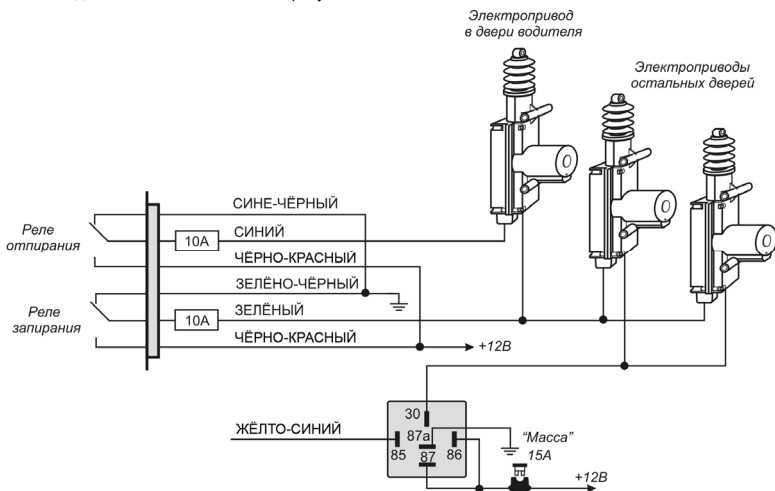 Электропривод
в двери водителя
Электроприводы
остальных дверей
СИНЕ-ЧЁРНЫЙ
Реле
отпирания
10А
СИНИЙ
ЧЁРНО-КРАСНЫЙ
ЗЕЛЁНО-ЧЁРНЫЙ
Реле
запирания
10А
ЗЕЛЁНЫЙ
ЧЁРНО-КРАСНЫЙ
+12В
30
ЖЁЛТО-СИНИЙ
87а
85
87
86
“Масса”
15А
+12В